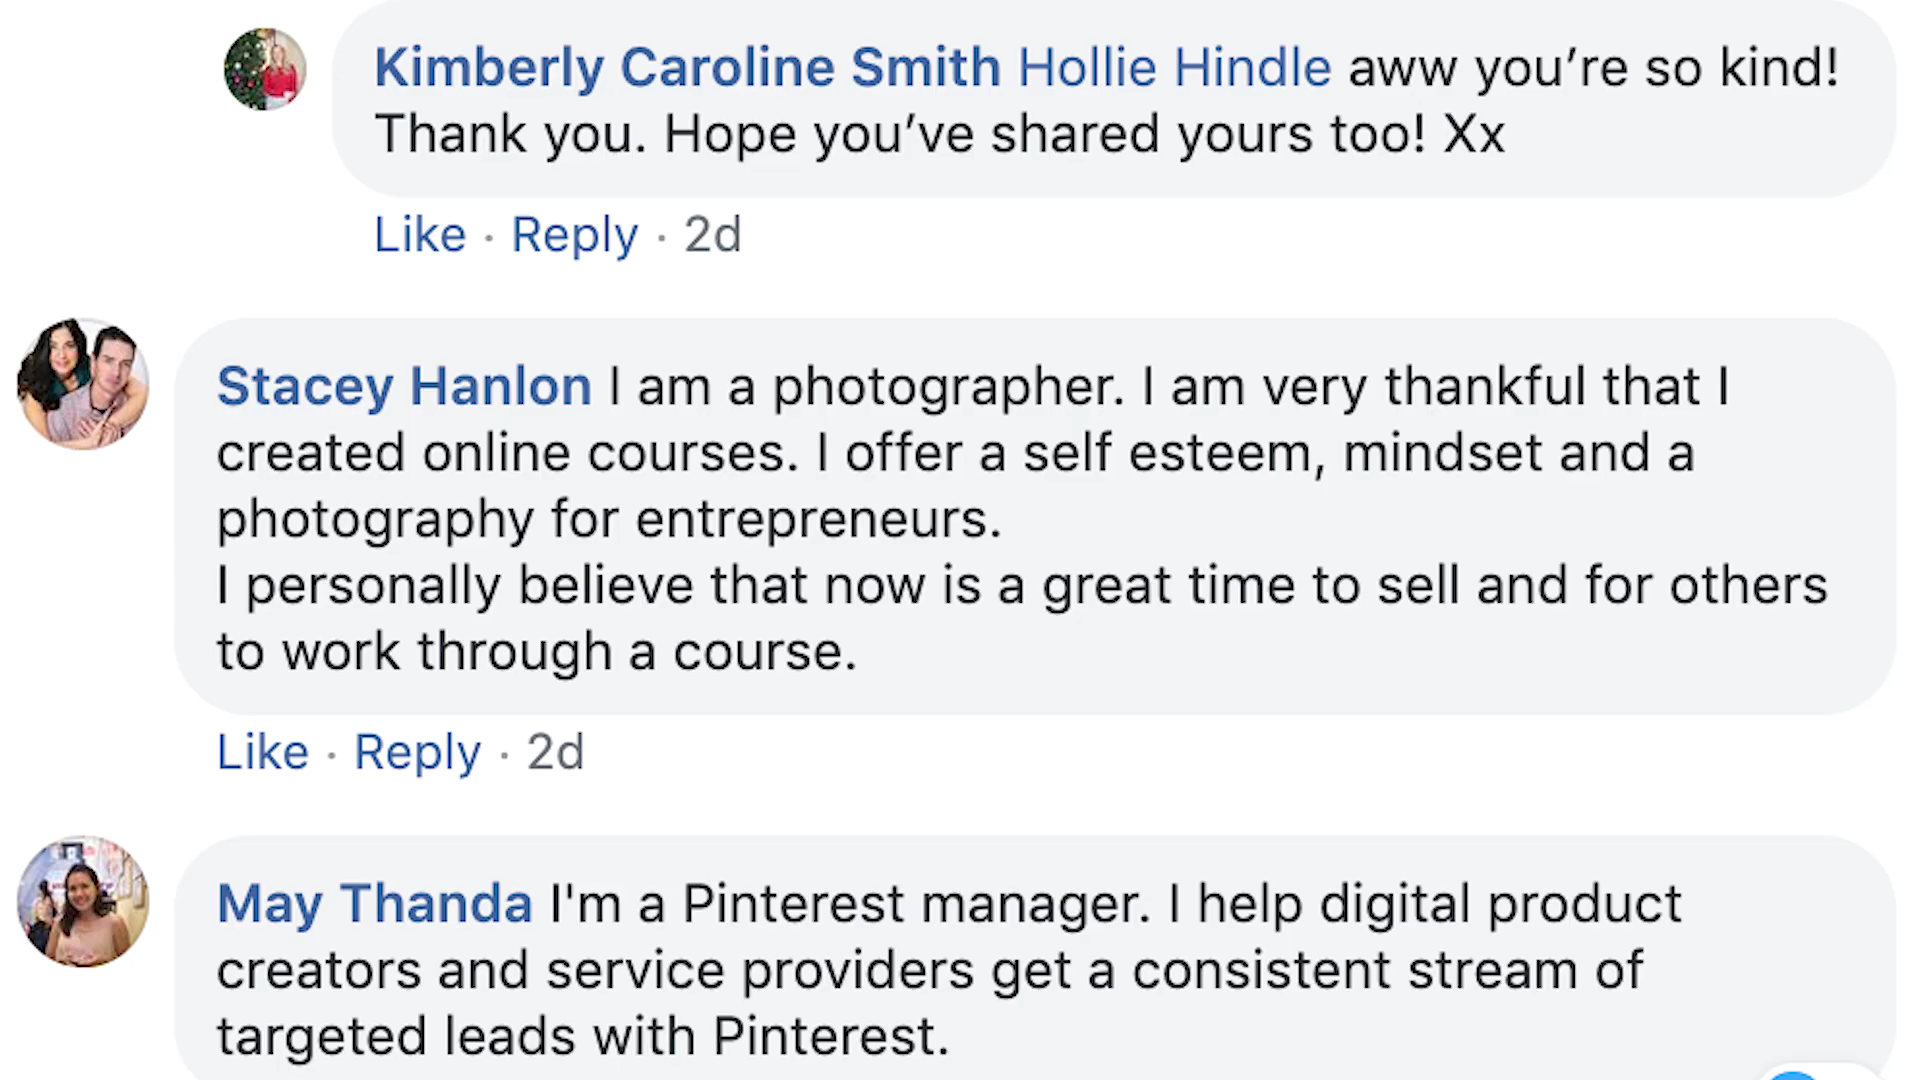 Kimberly Caroline Smith Hollie Hindle aww you’re so kind!
Thank you. Hope you’ve shared yours too! Xx
Like · Reply · 2d
Stacey Hanlon I am a photographer. I am very thankful that I
created online courses. I offer a self esteem, mindset and a
photography for entrepreneurs.
I personally believe that now is a great time to sell and for others
to work through a course.
Like · Reply · 2d
May Thanda I'm a Pinterest manager. I help digital product
creators and service providers get a consistent stream of
targeted leads with Pinterest.